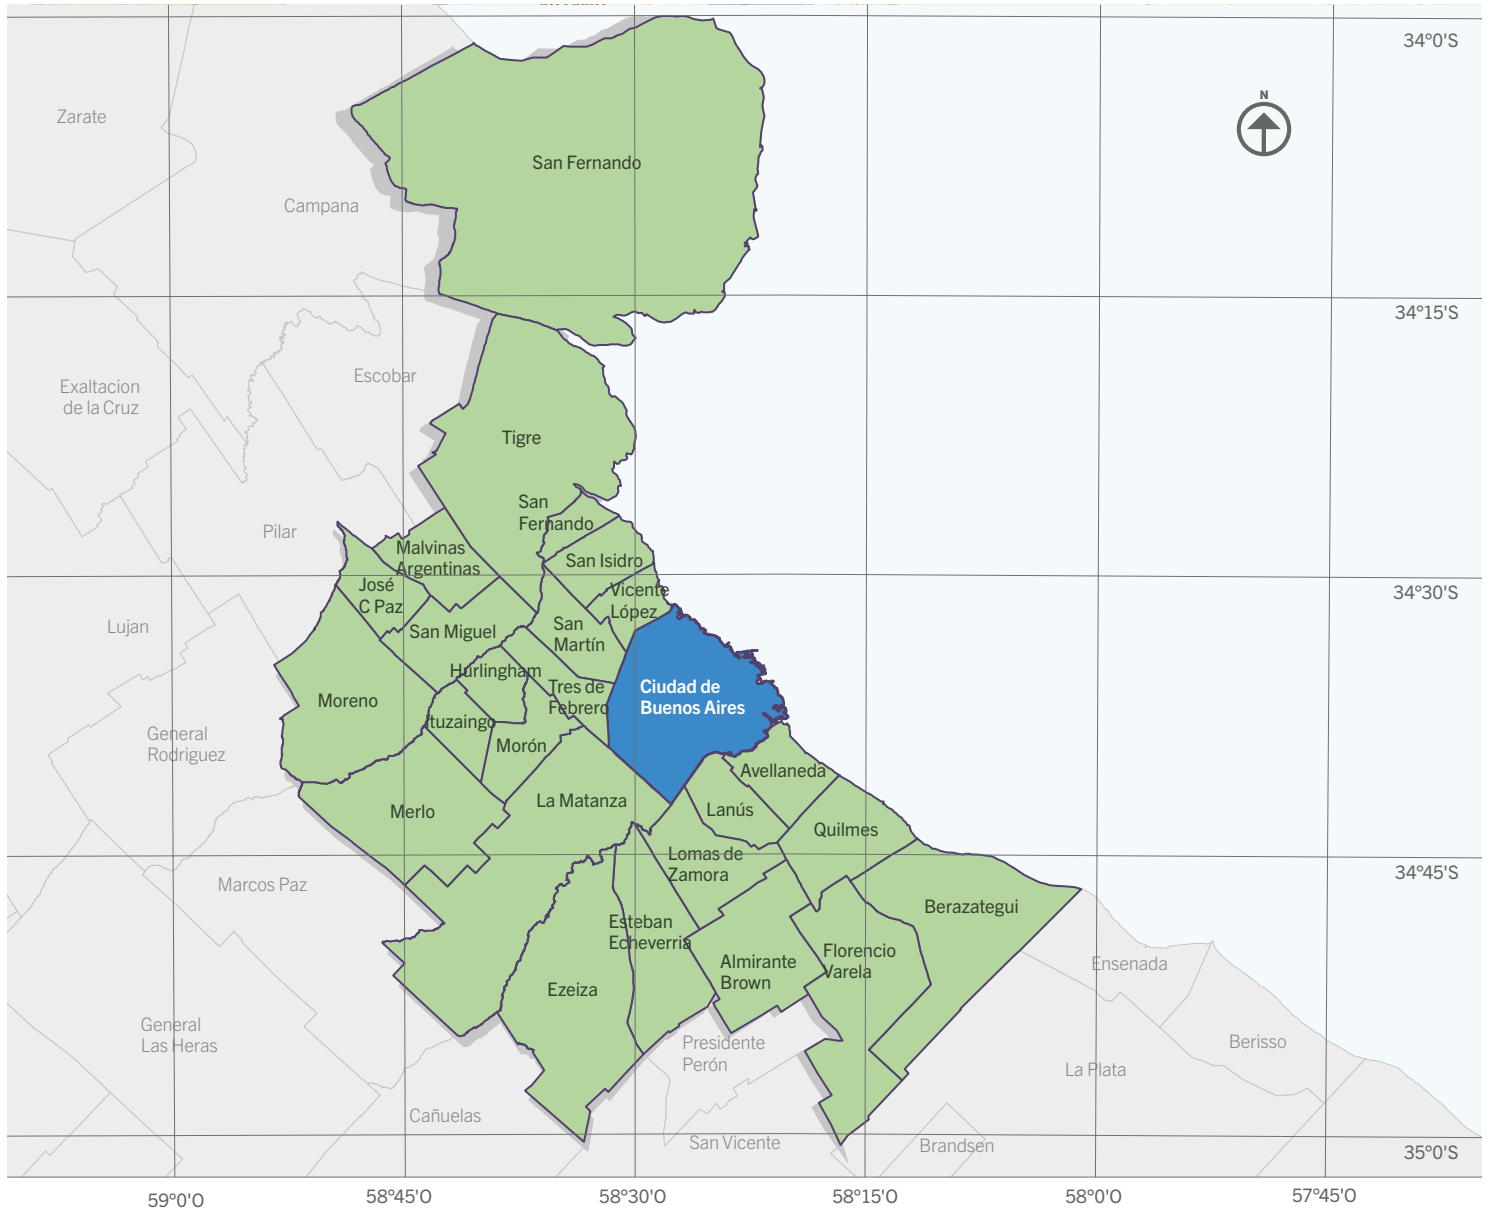 34°0'S
N
Zarate
San Fernando
Campana
34°15'S
Escobar
Exaltacion
de la Cruz
Tigre
San
Fernando
Pilar
Malvinas
Argentinas
San Isidro
José
C Paz
Vicente
López
34°30'S
Lujan
San Miguel
San
Martín
Hurlingham
Moreno
Tres de
Febrero
Ciudad de
Buenos Aires
Ituzaingo
General
Rodriguez
Morón
Avellaneda
Merlo
La Matanza
Lanús
Quilmes
Lomas de
Zamora
34°45'S
Marcos Paz
Berazategui
Esteban
Echeverria
Florencio
Varela
Almirante
Brown
Ensenada
Ezeiza
General
Las Heras
Presidente
Perón
Berisso
La Plata
Cañuelas
San Vicente
Brandsen
35°0'S
59°0'O
58°45'O
58°30'O
58°15'O
58°0'O
57°45'O